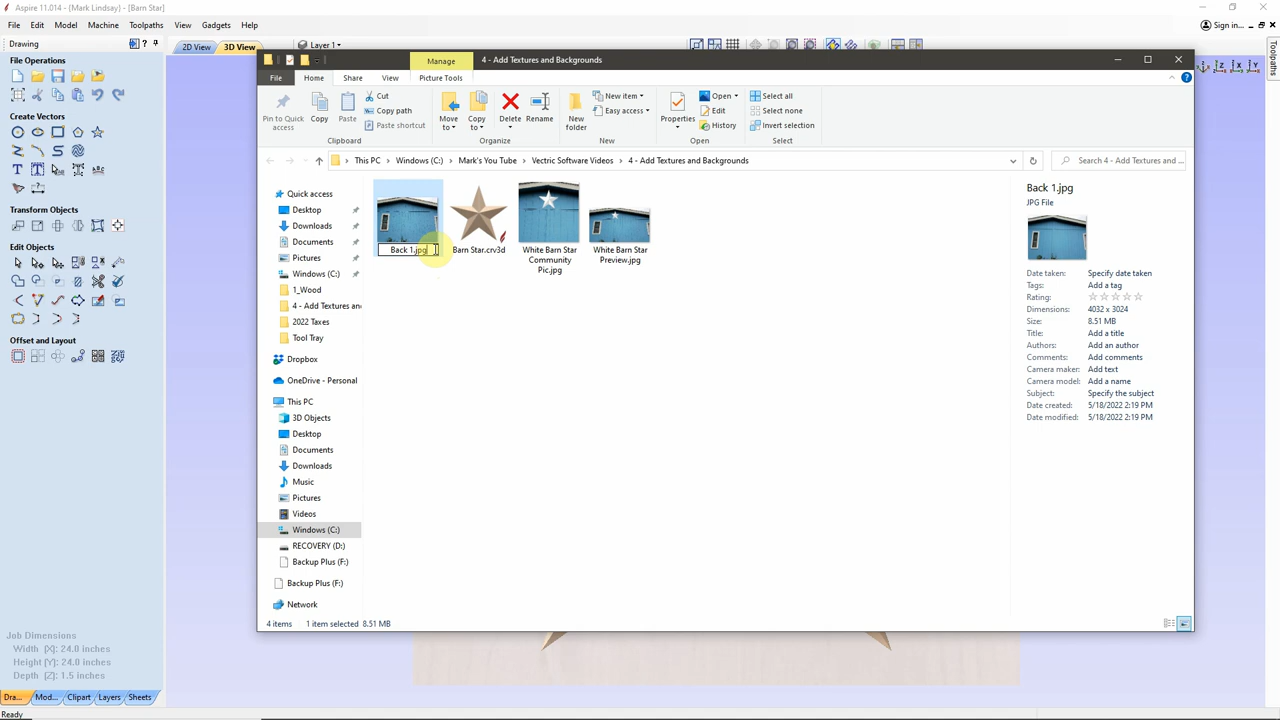 Aspire 11.014 - (Mark Lindsay) - [Barn Star]
File Edit Model Machine Toolpaths View Gadgets Help
Sign in...
Drawing
2D View
3D View
Layer 1
Toolpaths
File Operations
Create Vectors
Transform Objects
Edit Objects
Offset and Layout
Job Dimensions
Width (X): 24.0 inches
Height (Y): 24.0 inches
Depth (Z): 1.5 inches
Dra... Mod... Clipart Layers Sheets
Ready
Manage
4 - Add Textures and Backgrounds
File Home Share View Picture Tools
Pin to Quick access
Copy
Paste
Cut
Copy path
Paste shortcut
Clipboard
Move to
Copy to
Delete
Rename
Organize
New folder
New item
Easy access
New
Properties
Open
Edit
History
Open
Select all
Select none
Invert selection
Select
This PC > Windows (C:) > Mark's You Tube > Vectric Software Videos > 4 - Add Textures and Backgrounds
Search 4 - Add Textures and ...
Quick access
Desktop
Downloads
Documents
Pictures
Windows (C:)
1_Wood
4 - Add Textures an
2022 Taxes
Tool Tray
Dropbox
OneDrive - Personal
This PC
3D Objects
Desktop
Documents
Downloads
Music
Pictures
Videos
Windows (C:)
RECOVERY (D:)
Backup Plus (F:)
Backup Plus (F:)
Network
Back 1.jpg
Barn Star.crv3d
White Barn Star
Community
Pic.jpg
White Barn Star
Preview.jpg
Back 1.jpg
JPG File
Date taken: Specify date taken
Tags: Add a tag
Rating:
Dimensions: 4032 x 3024
Size: 8.51 MB
Title: Add a title
Authors: Add an author
Comments: Add comments
Camera maker: Add text
Camera model: Add a name
Subject: Specify the subject
Date created: 5/18/2022 2:19 PM
Date modified: 5/18/2022 2:19 PM
4 items 1 item selected 8.51 MB